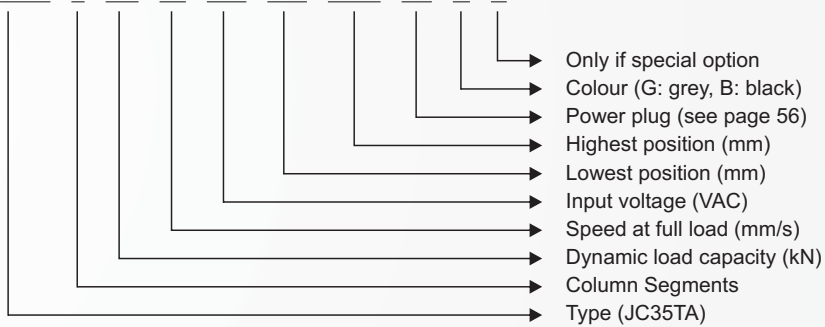 Only if special option
Colour (G: grey, B: black)
Power plug (see page 56)
Highest position (mm)
Lowest position (mm)
Input voltage (VAC)
Speed at full load (mm/s)
Dynamic load capacity (kN)
Column Segments
Type (JC35TA)